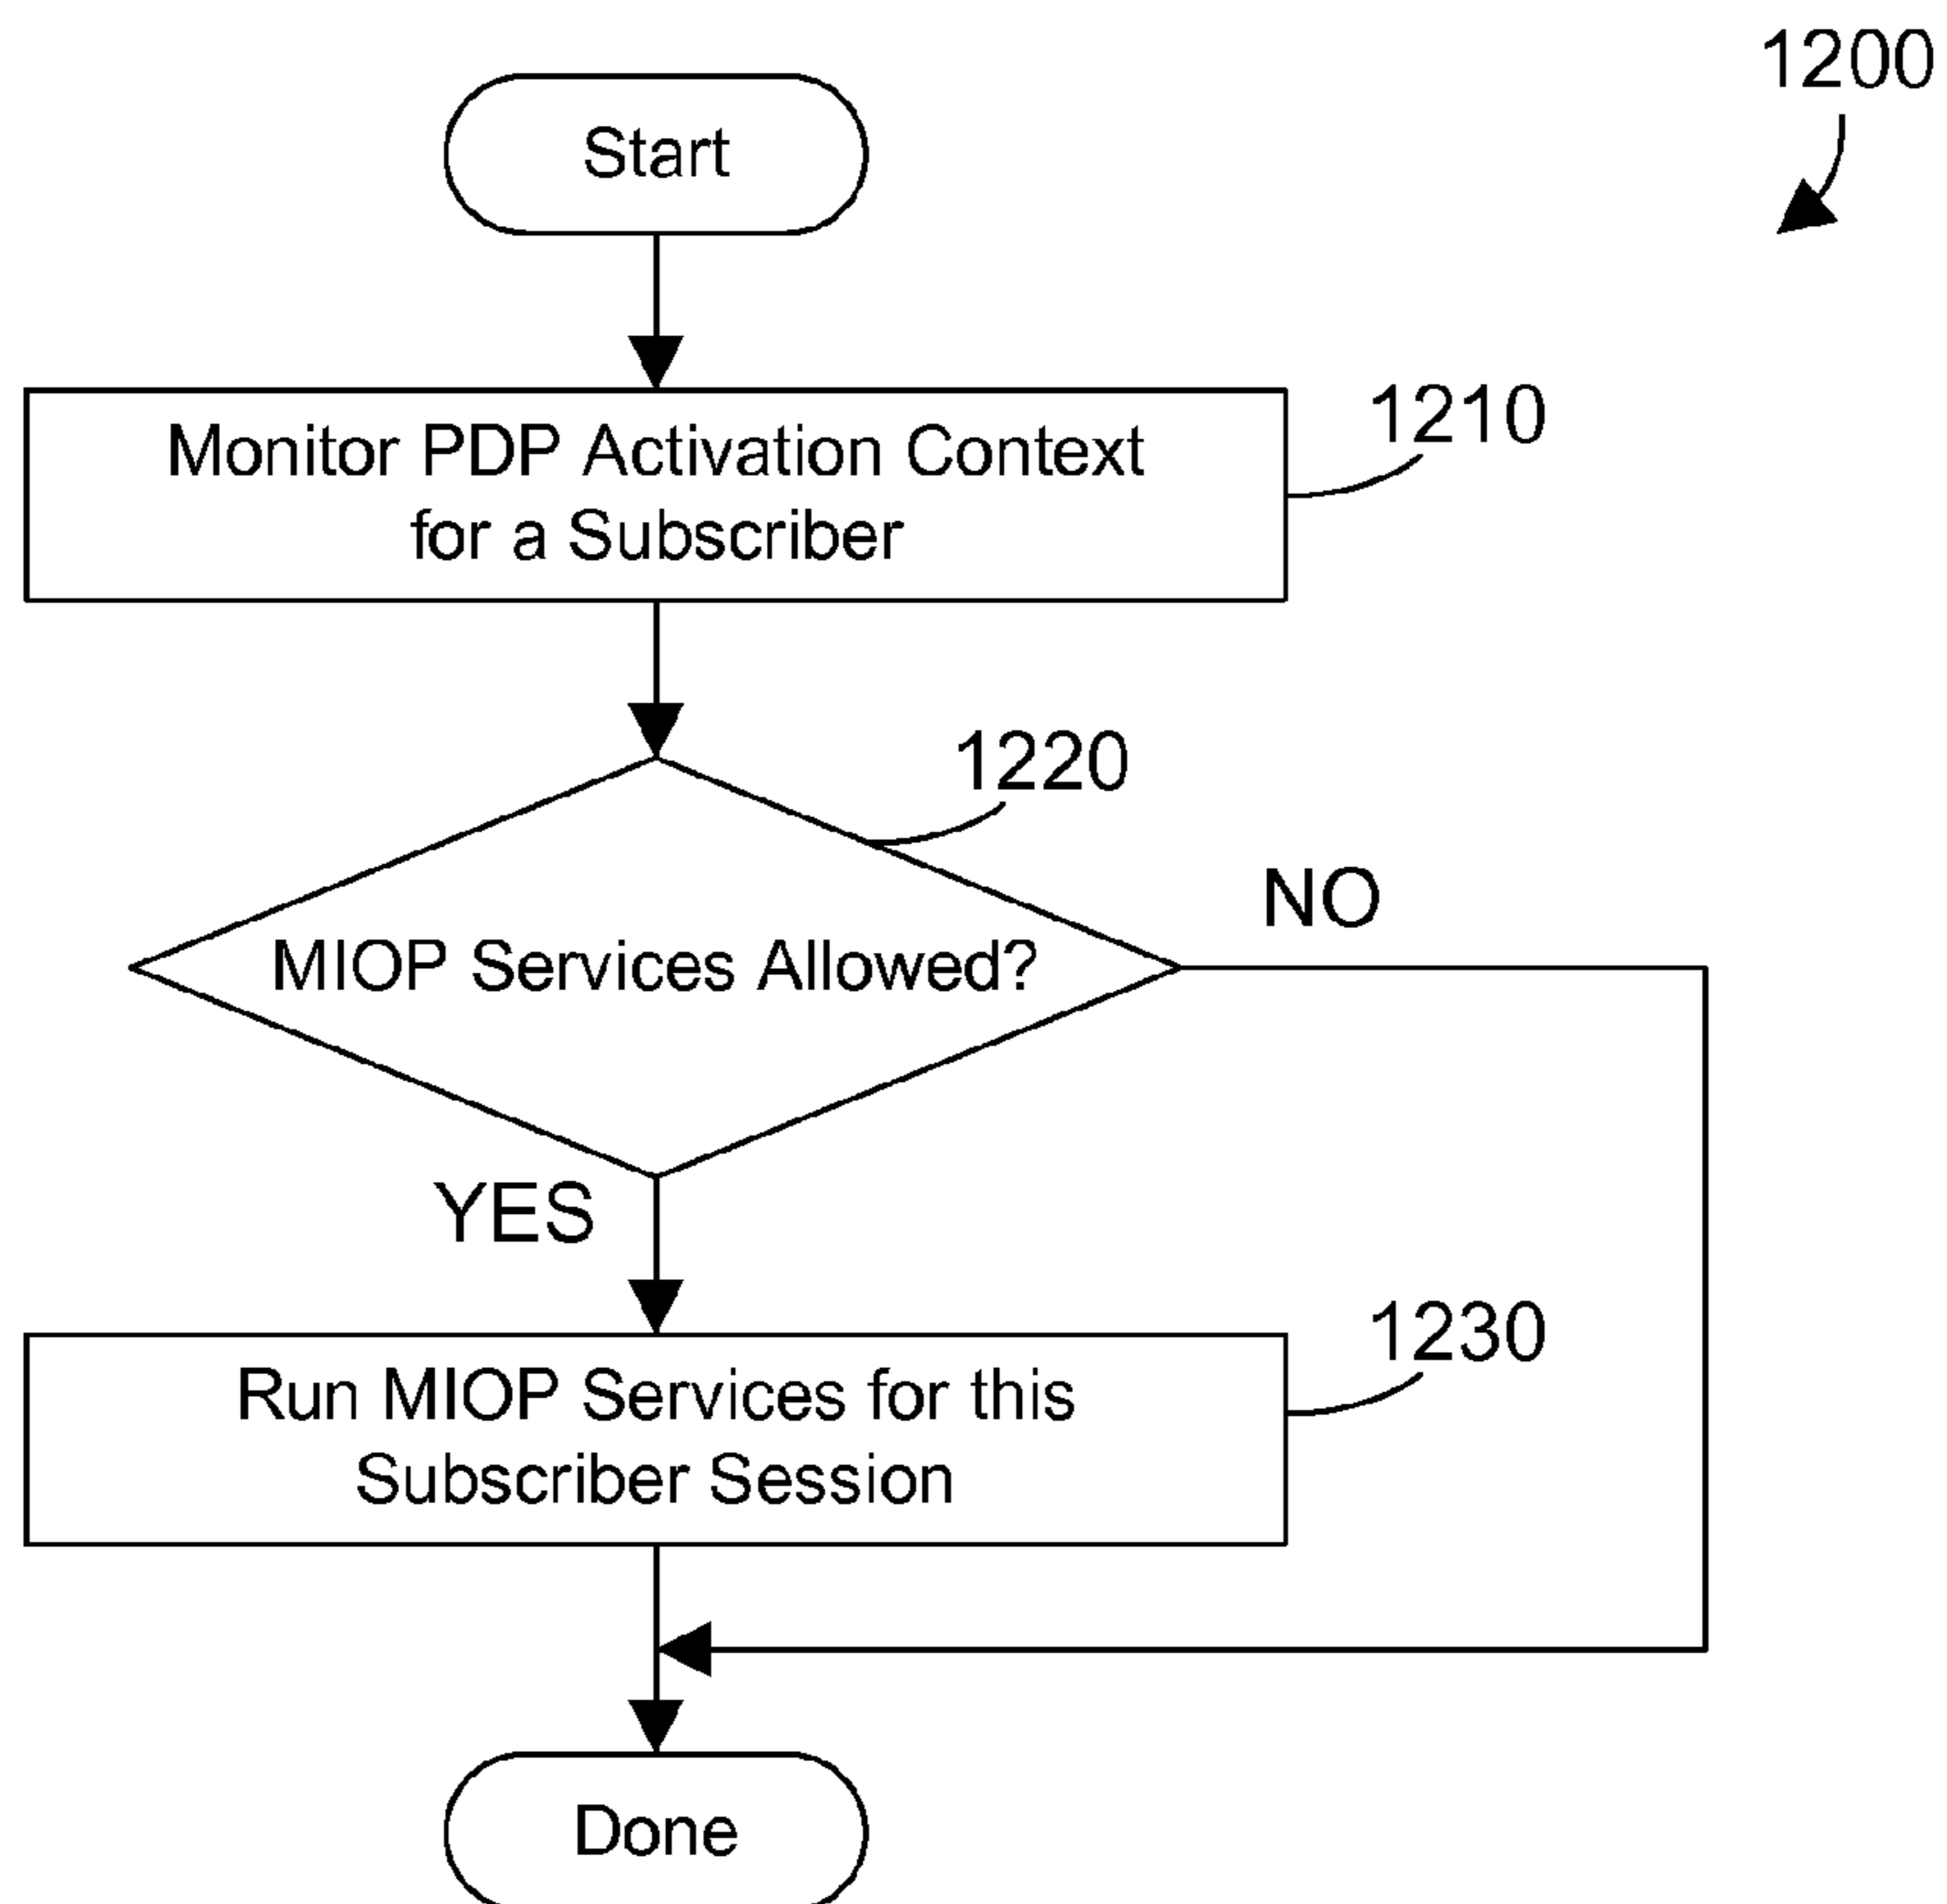 1200
Start
Monitor PDP Activation Context
for a Subscriber
1210
1220
MIOP Services Allowed?
NO
YES
Run MIOP Services for this
Subscriber Session
1230
Done